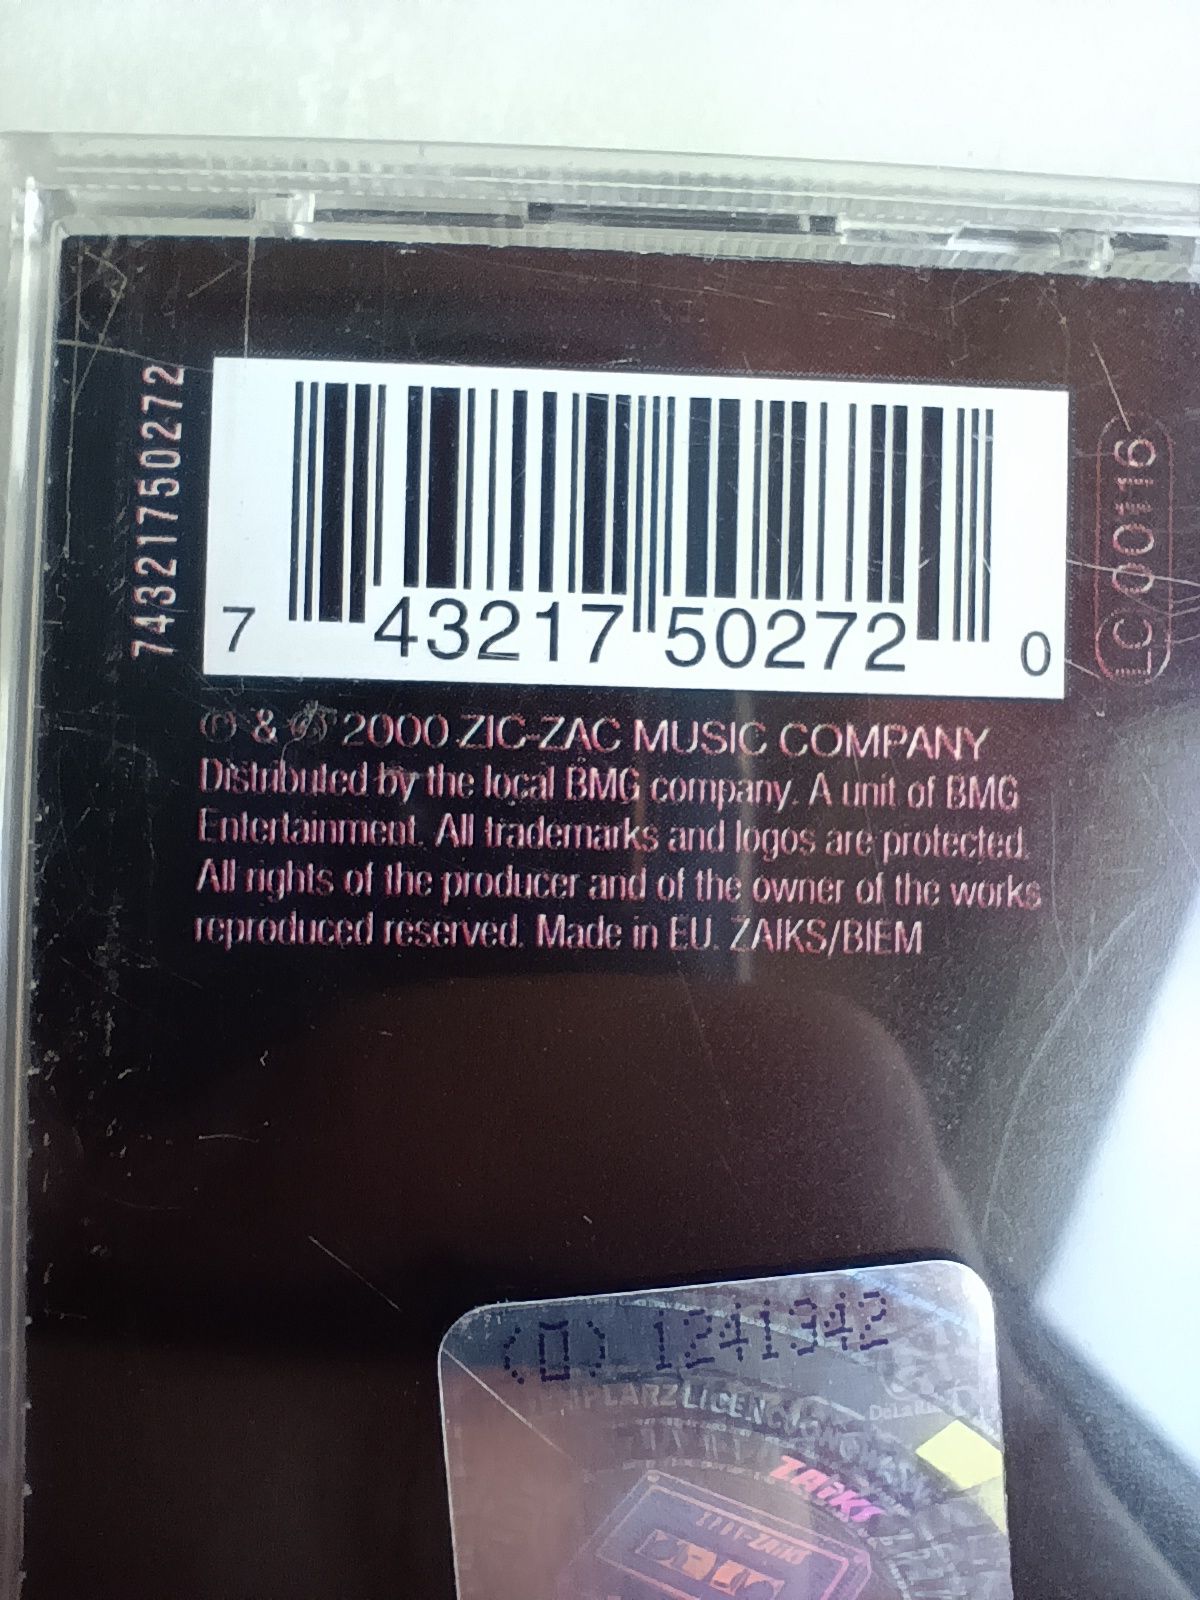 74321750272
7 43217 50272 0
LC 00116
© & ℗ 2000 ZIC-ZAC MUSIC COMPANY
Distributed by the local BMG company. A unit of BMG
Entertainment. All trademarks and logos are protected.
All rights of the producer and of the owner of the works
reproduced reserved. Made in EU. ZAIKS/BIEM
1241342
ZAiKS